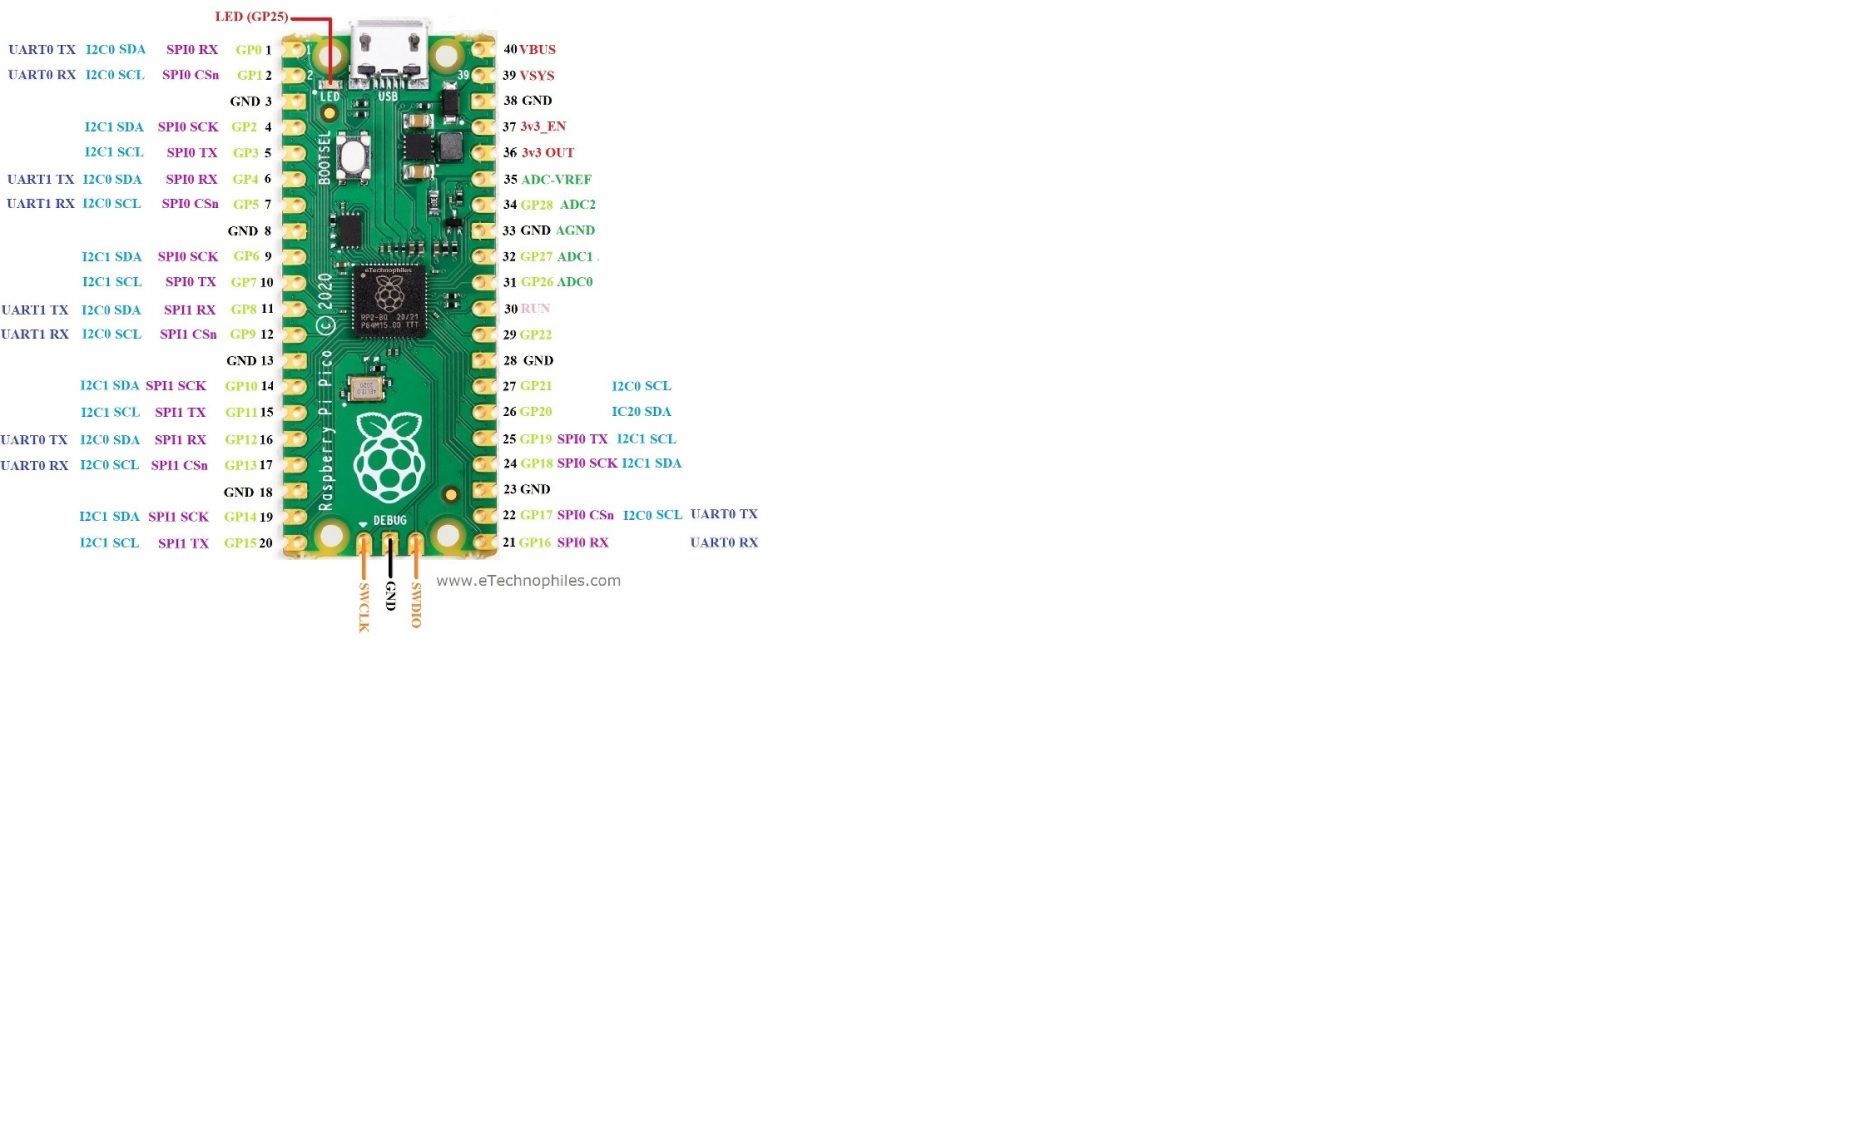 LED (GP25)
UART0 TX I2C0 SDA SPI0 RX GP0 1 1 40 VBUS
UART0 RX I2C0 SCL SPI0 CSn GP1 2 2 39 39 VSYS
LED USB
GND 3 38 GND
I2C1 SDA SPI0 SCK GP2 4 37 3v3_EN
I2C1 SCL SPI0 TX GP3 5 36 3v3 OUT
BOOTSEL
UART1 TX I2C0 SDA SPI0 RX GP4 6 35 ADC-VREF
UART1 RX I2C0 SCL SPI0 CSn GP5 7 34 GP28 ADC2
GND 8 33 GND AGND
I2C1 SDA SPI0 SCK GP6 9 32 GP27 ADC1
eTechnophiles
I2C1 SCL SPI0 TX GP7 10 31 GP26 ADC0
UART1 TX I2C0 SDA SPI1 RX GP8 11 30 RUN
RP2-B0 20/21
P64M15.00 TTT
UART1 RX I2C0 SCL SPI1 CSn GP9 12 29 GP22
GND 13 28 GND
I2C1 SDA SPI1 SCK GP10 14 27 GP21 I2C0 SCL
I2C1 SCL SPI1 TX GP11 15 26 GP20 IC20 SDA
Raspberry Pi Pico © 2020
UART0 TX I2C0 SDA SPI1 RX GP12 16 25 GP19 SPI0 TX I2C1 SCL
UART0 RX I2C0 SCL SPI1 CSn GP13 17 24 GP18 SPI0 SCK I2C1 SDA
GND 18 23 GND
I2C1 SDA SPI1 SCK GP14 19 22 GP17 SPI0 CSn I2C0 SCL UART0 TX
DEBUG
I2C1 SCL SPI1 TX GP15 20 21 GP16 SPI0 RX UART0 RX
www.eTechnophiles.com
SWCLK
GND
SWDIO